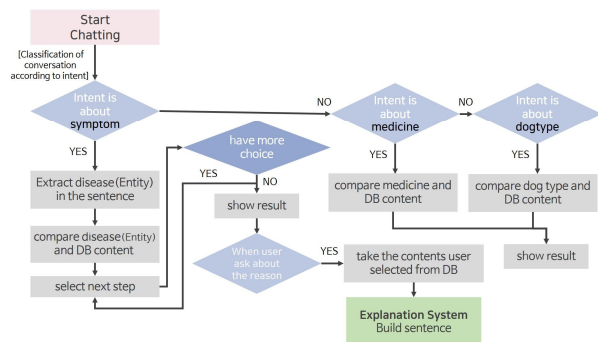 Start
Chatting
[Classification of
conversation
according to intent]
Intent is
about
symptom
NO
Intent is
about
medicine
NO
Intent is
about
dogtype
YES
have more
choice
YES
YES
Extract disease(Entity)
in the sentence
YES
NO
compare medicine and
DB content
compare dog type and
DB content
show result
compare disease(Entity)
and DB content
When user
ask about
the reason
YES
take the contents user
selected from DB
show result
select next step
Explanation System
Build sentence